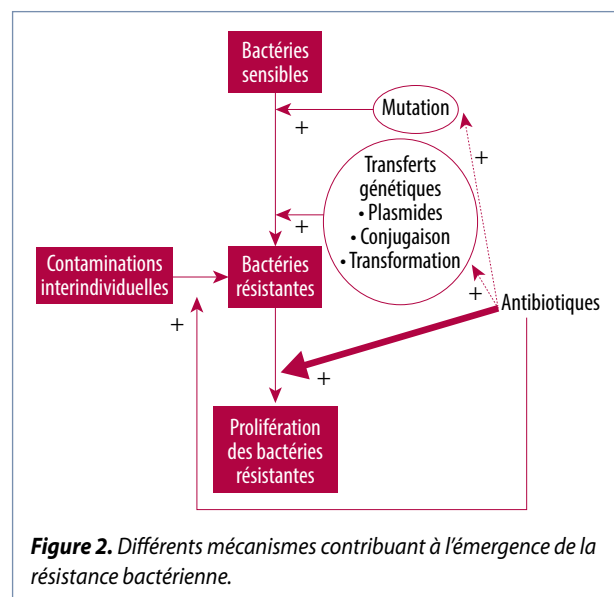 Bactéries
sensibles
Mutation
+
+
Transferts
génétiques
• Plasmides
• Conjugaison
• Transformation
+
+
Contaminations
interindividuelles
Bactéries
résistantes
Antibiotiques
+
+
Prolifération
des bactéries
résistantes
Figure 2. Différents mécanismes contribuant à l'émergence de la
résistance bactérienne.